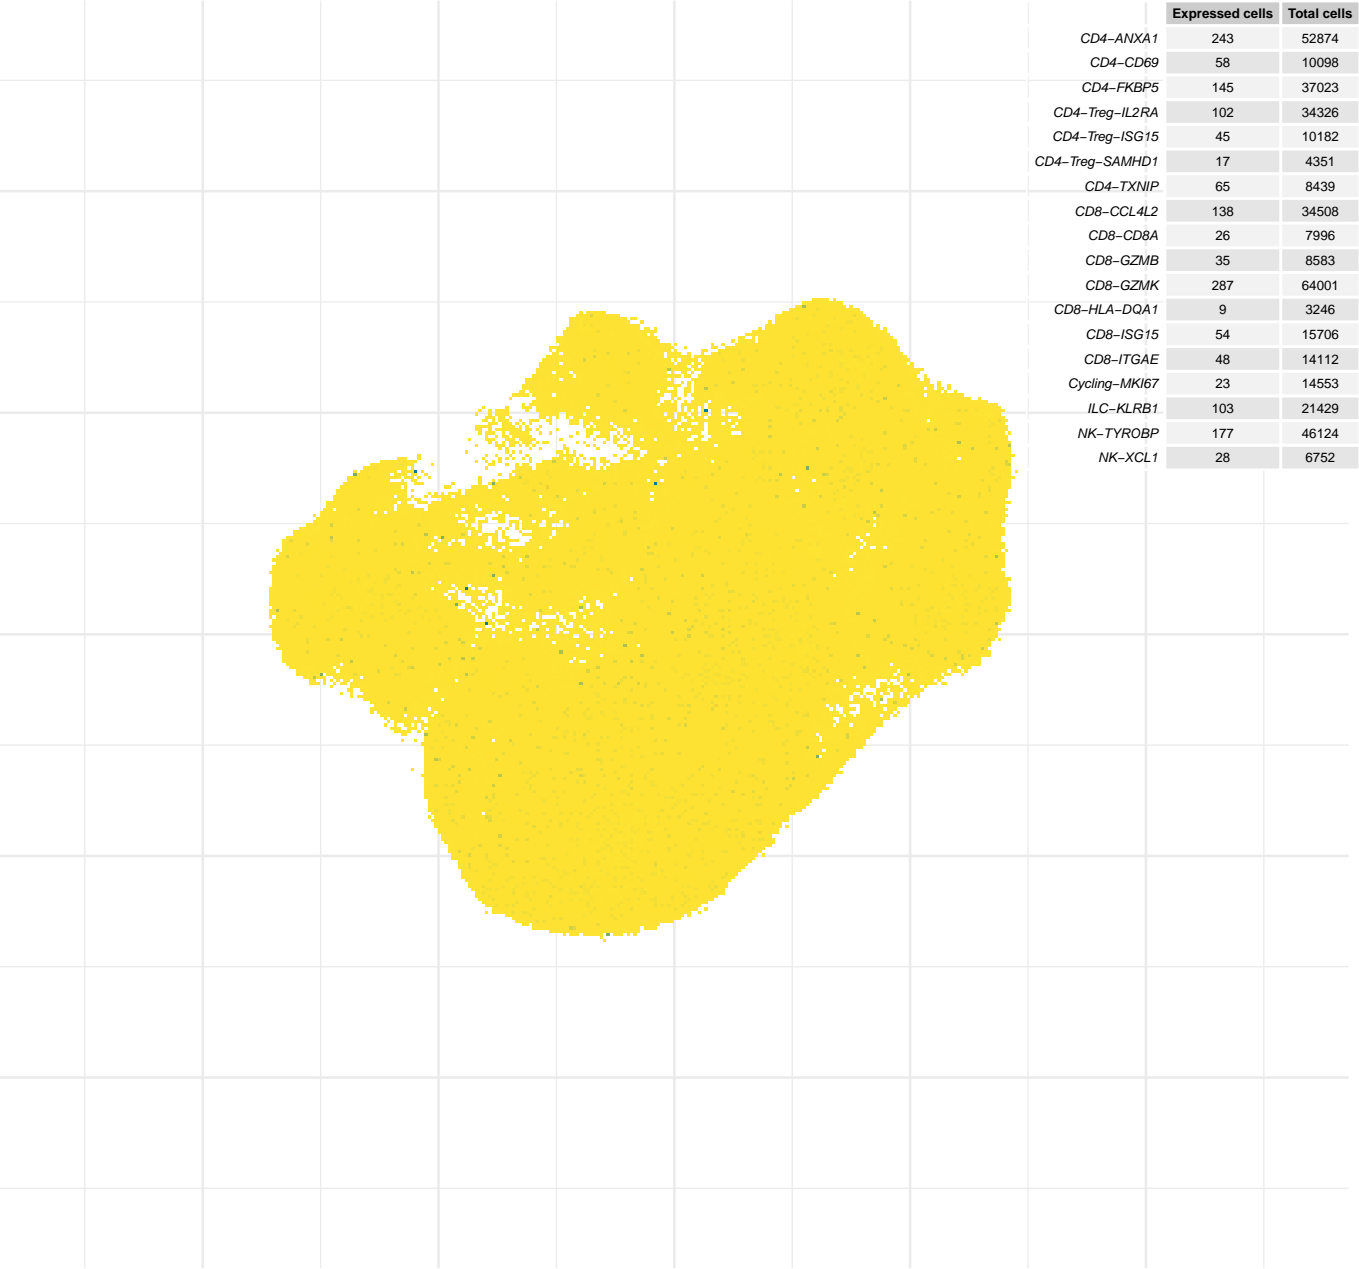 Expressed cells Total cells
CD4−ANXA1 243 52874
CD4−CD69 58 10098
CD4−FKBP5 145 37023
CD4−Treg−IL2RA 102 34326
CD4−Treg−ISG15 45 10182
CD4−Treg−SAMHD1 17 4351
CD4−TXNIP 65 8439
CD8−CCL4L2 138 34508
CD8−CD8A 26 7996
CD8−GZMB 35 8583
CD8−GZMK 287 64001
CD8−HLA−DQA1 9 3246
CD8−ISG15 54 15706
CD8−ITGAE 48 14112
Cycling−MKI67 23 14553
ILC−KLRB1 103 21429
NK−TYROBP 177 46124
NK−XCL1 28 6752